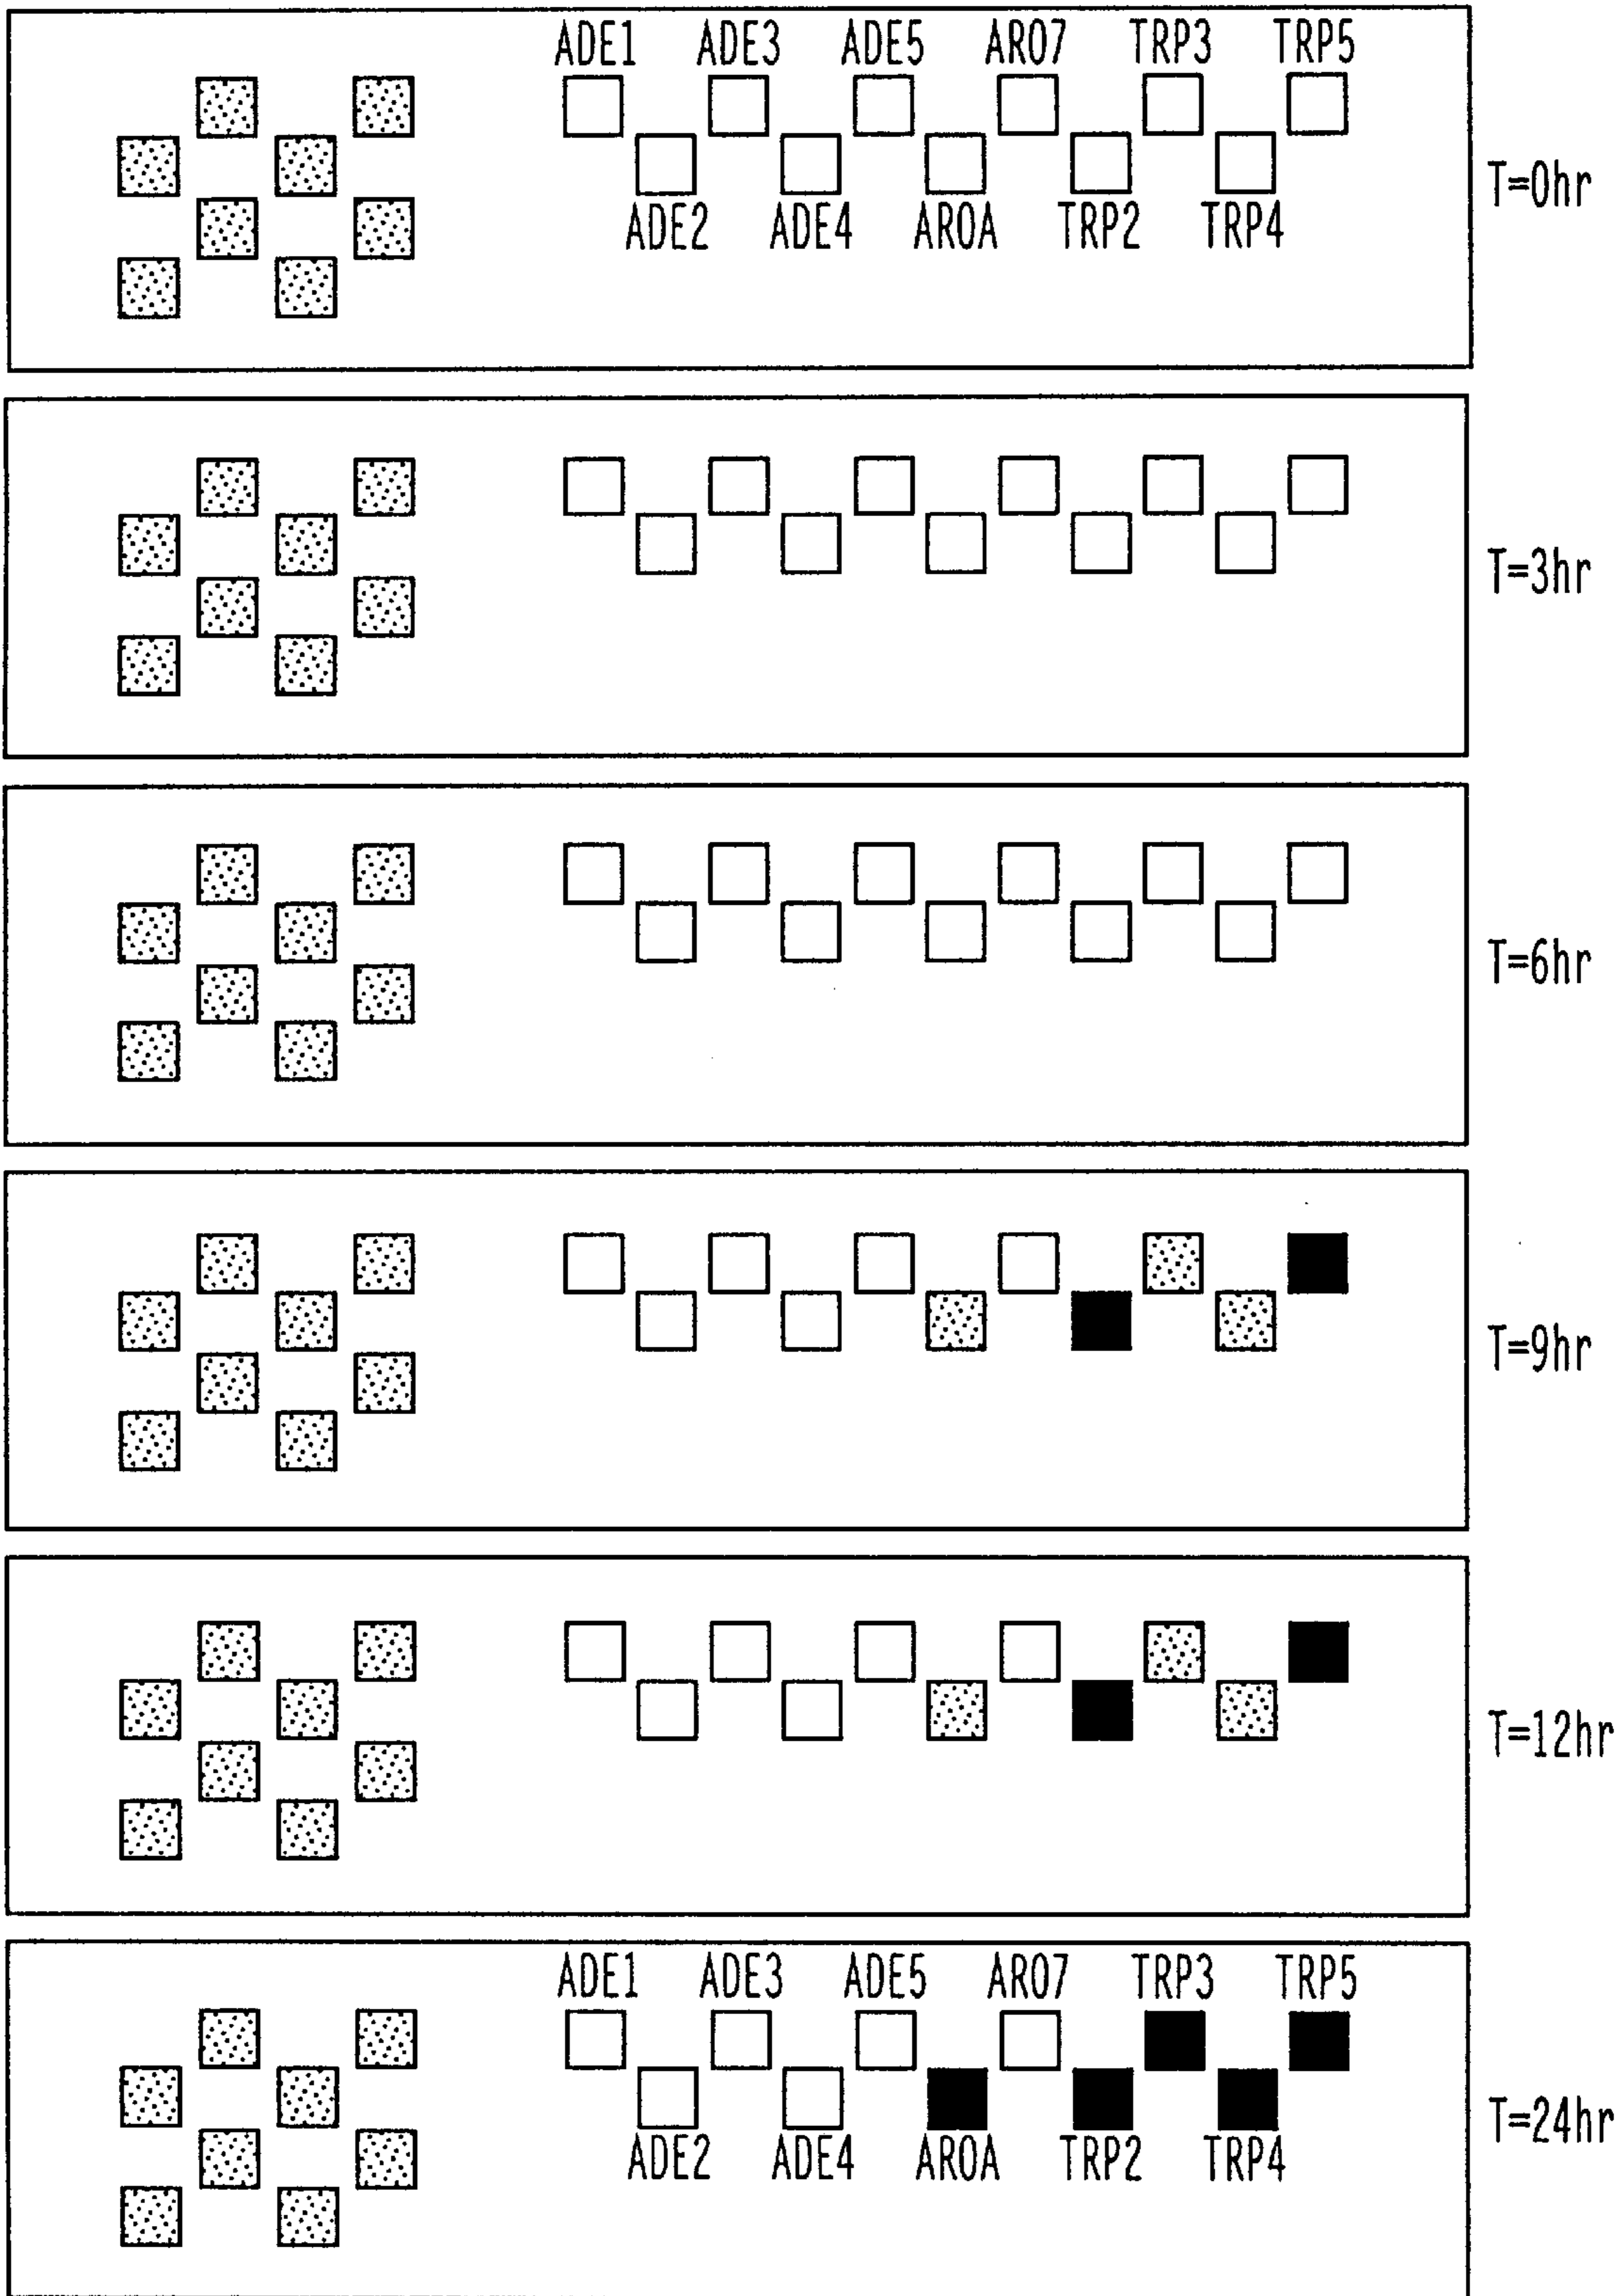 ADE1 ADE3 ADE5 ARO7 TRP3 TRP5
ADE2 ADE4 AROA TRP2 TRP4
T=0hr
T=3hr
T=6hr
T=9hr
T=12hr
ADE1 ADE3 ADE5 ARO7 TRP3 TRP5
ADE2 ADE4 AROA TRP2 TRP4
T=24hr